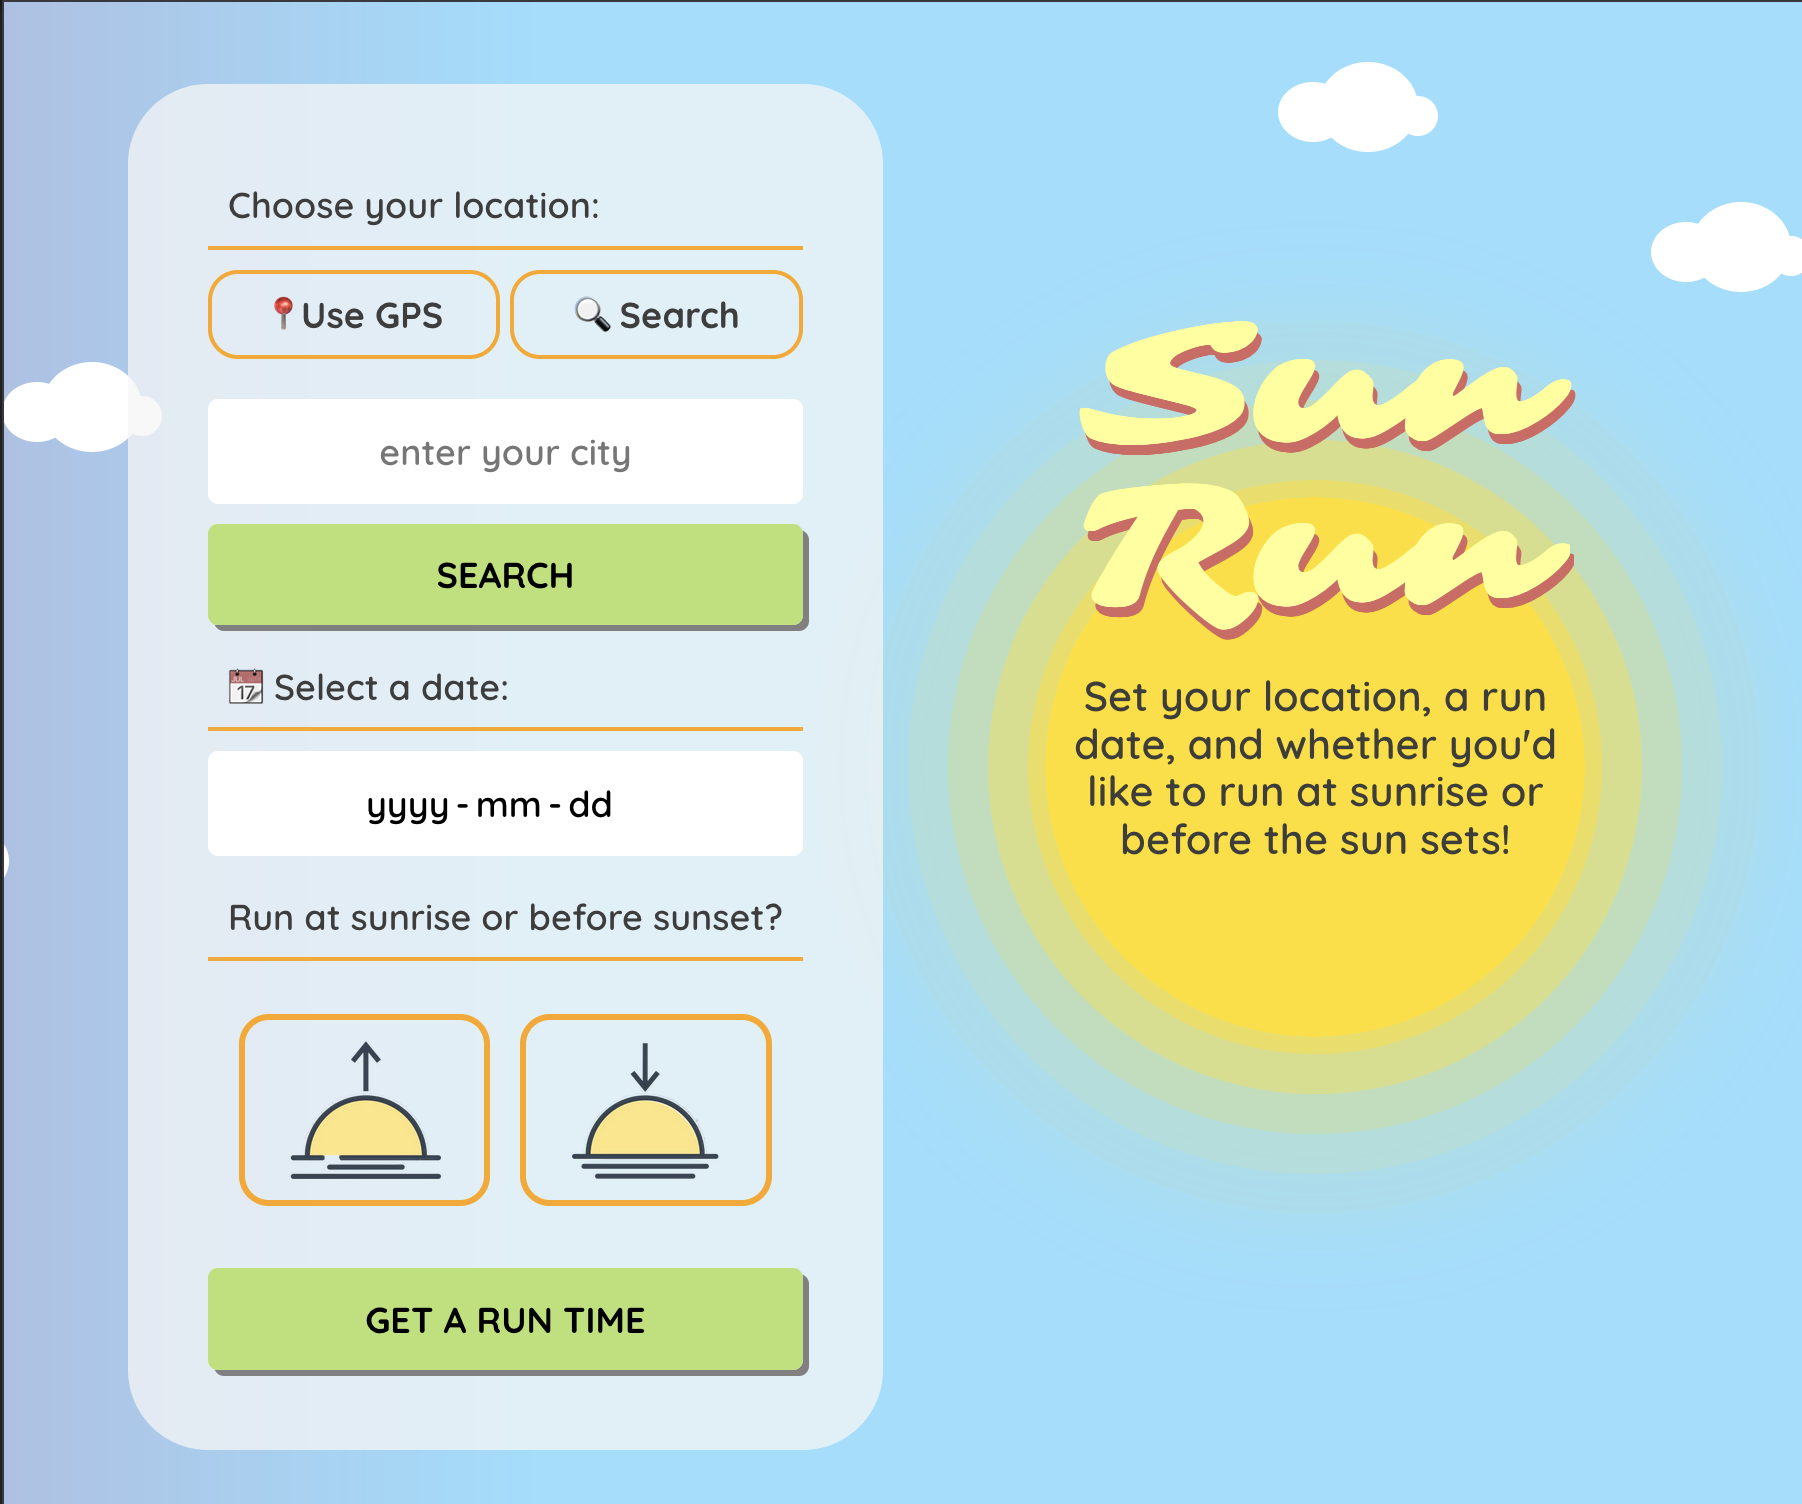 Choose your location:
Use GPS
Search
enter your city
SEARCH
JUL
17
Select a date:
yyyy-mm-dd
Run at sunrise or before sunset?
GET A RUN TIME
Sun
Run
Set your location, a run
date, and whether you'd
like to run at sunrise or
before the sun sets!